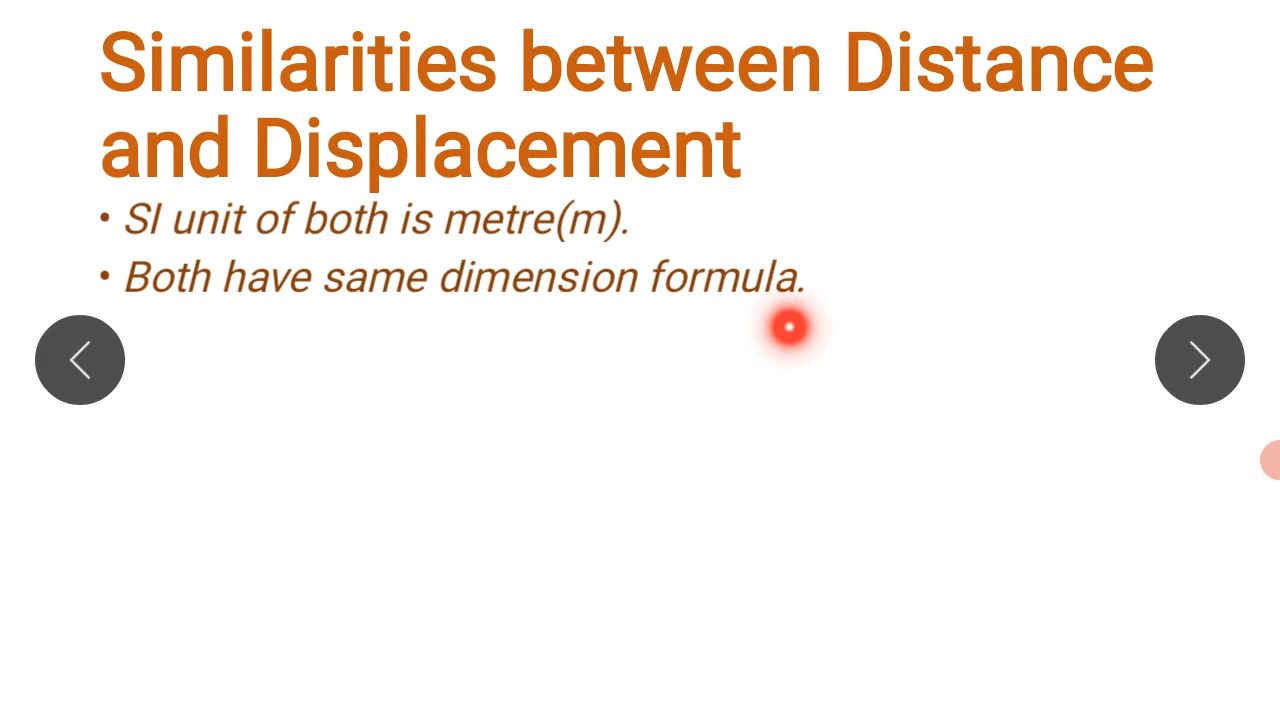 Similarities between Distance
and Displacement
• SI unit of both is metre(m).
• Both have same dimension formula.